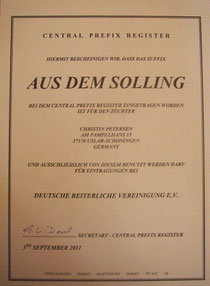 CENTRAL PREFIX REGISTER
HIERMIT BESCHEINIGEN WIR, DASS DAS SUFFIX
AUS DEM SOLLING
BEI DEM CENTRAL PREFIX REGISTER EINGETRAGEN WORDEN
IST FÜR DEN ZÜCHTER
CHRISTIN PETERSEN
AM PAMPELHAIS 15
37170 USLAR-SCHONINGEN
GERMANY
UND AUSSCHLIESSLICH VON DIESEM BENUTZT WERDEN DARF
FÜR EINTRAGUNGEN BEI
DEUTSCHE REITERLICHE VEREINIGUNG E.V.
SECRETARY - CENTRAL PREFIX REGISTER
5TH SEPTEMBER 2011